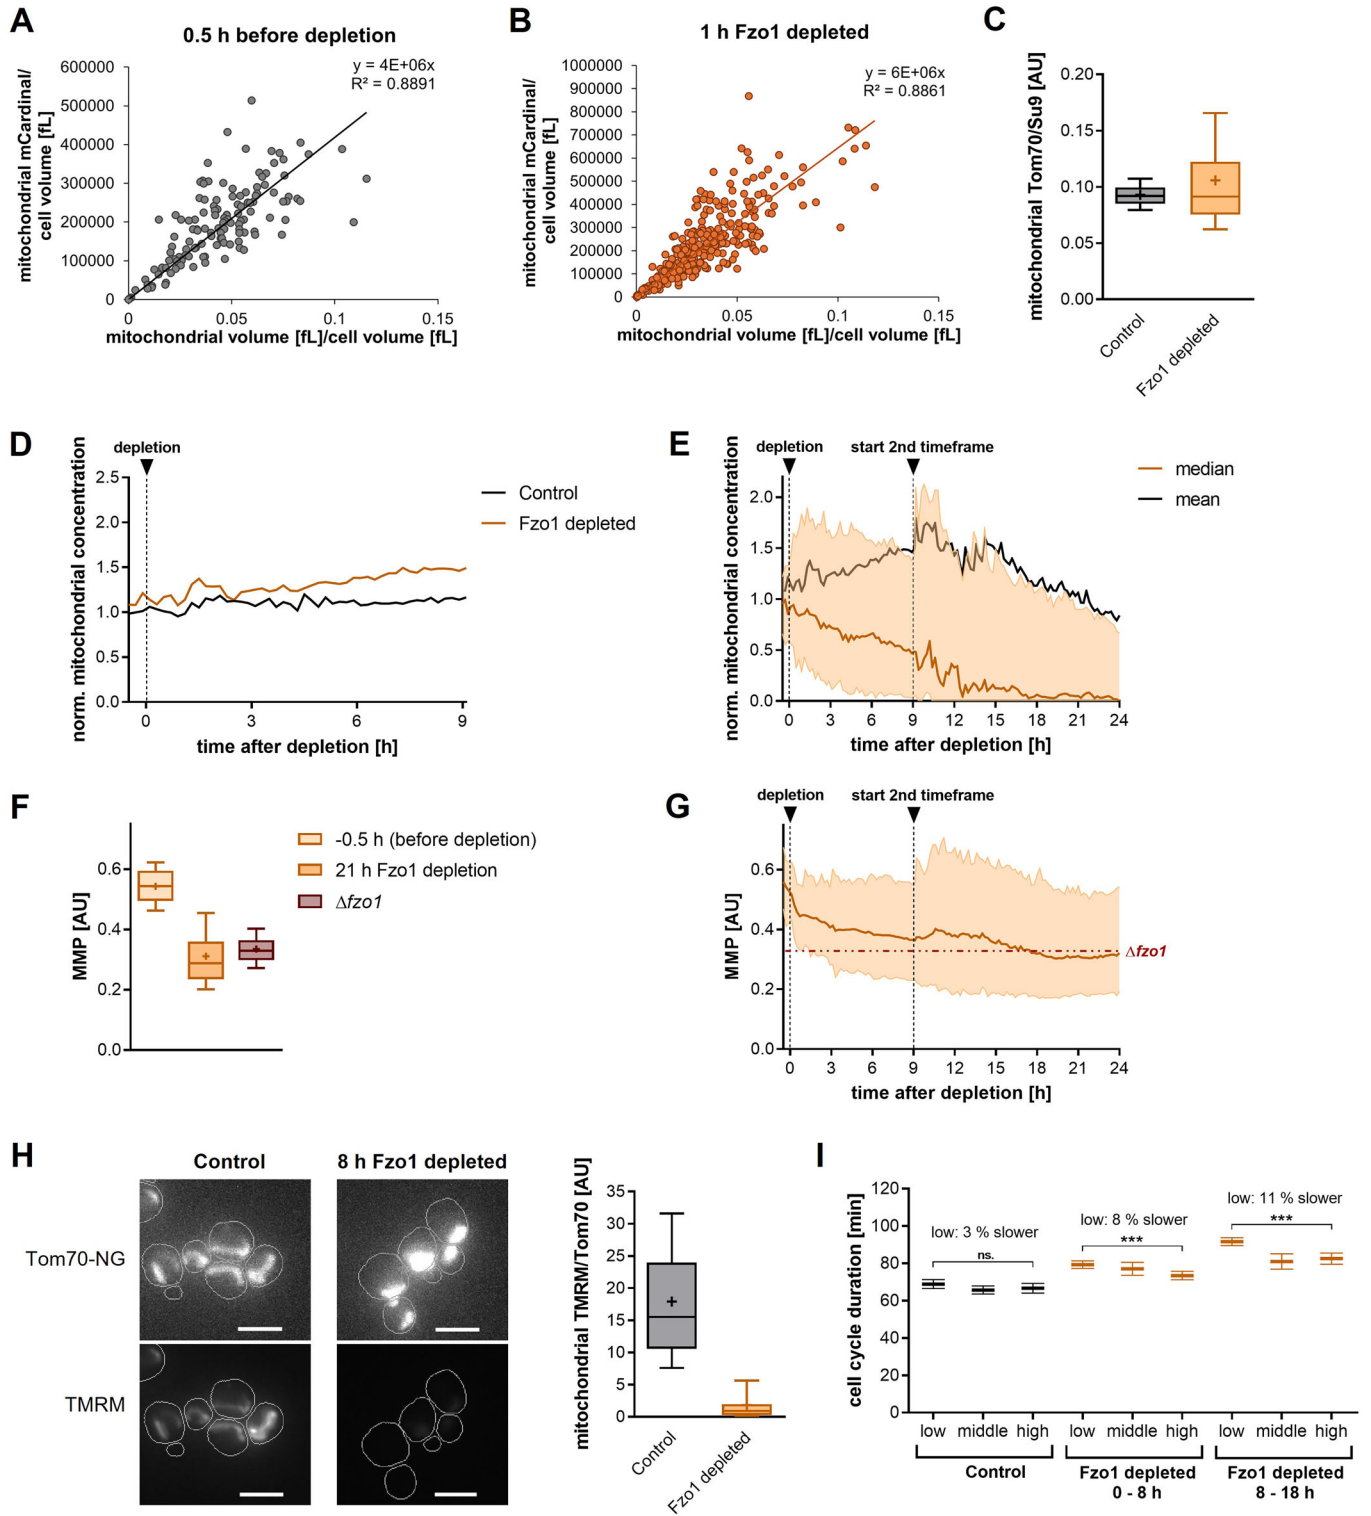 A
0.5 h before depletion
mitochondrial mCardinal/
cell volume [fL]
y = 4E+06x
R² = 0.8891
600000
500000
400000
300000
200000
100000
0
0 0.05 0.1 0.15
mitochondrial volume [fL]/cell volume [fL]
B
1 h Fzo1 depleted
mitochondrial mCardinal/
cell volume [fL]
y = 6E+06x
R² = 0.8861
1000000
900000
800000
700000
600000
500000
400000
300000
200000
100000
0
0 0.05 0.1 0.15
mitochondrial volume [fL]/cell volume [fL]
C
mitochondrial Tom70/Su9 [AU]
0.20
0.15
0.10
0.05
0.00
Control
Fzo1 depleted
D
depletion
norm. mitochondrial concentration
2.5
2.0
1.5
1.0
0.5
0.0
0 3 6 9
time after depletion [h]
Control
Fzo1 depleted
E
depletion
start 2nd timeframe
norm. mitochondrial concentration
2.0
1.5
1.0
0.5
0.0
0 3 6 9 12 15 18 21 24
time after depletion [h]
median
mean
F
MMP [AU]
0.6
0.4
0.2
0.0
-0.5 h (before depletion)
21 h Fzo1 depletion
Δfzo1
G
depletion
start 2nd timeframe
MMP [AU]
0.6
0.4
0.2
0.0
Δfzo1
0 3 6 9 12 15 18 21 24
time after depletion [h]
H
Control
8 h Fzo1 depleted
Tom70-NG
TMRM
mitochondrial TMRM/Tom70 [AU]
35
30
25
20
15
10
5
0
Control
Fzo1 depleted
I
cell cycle duration [min]
120
100
80
60
40
20
0
low: 3 % slower
ns.
low: 8 % slower
***
low: 11 % slower
***
low middle high low middle high low middle high
Control
Fzo1 depleted
0 - 8 h
Fzo1 depleted
8 - 18 h